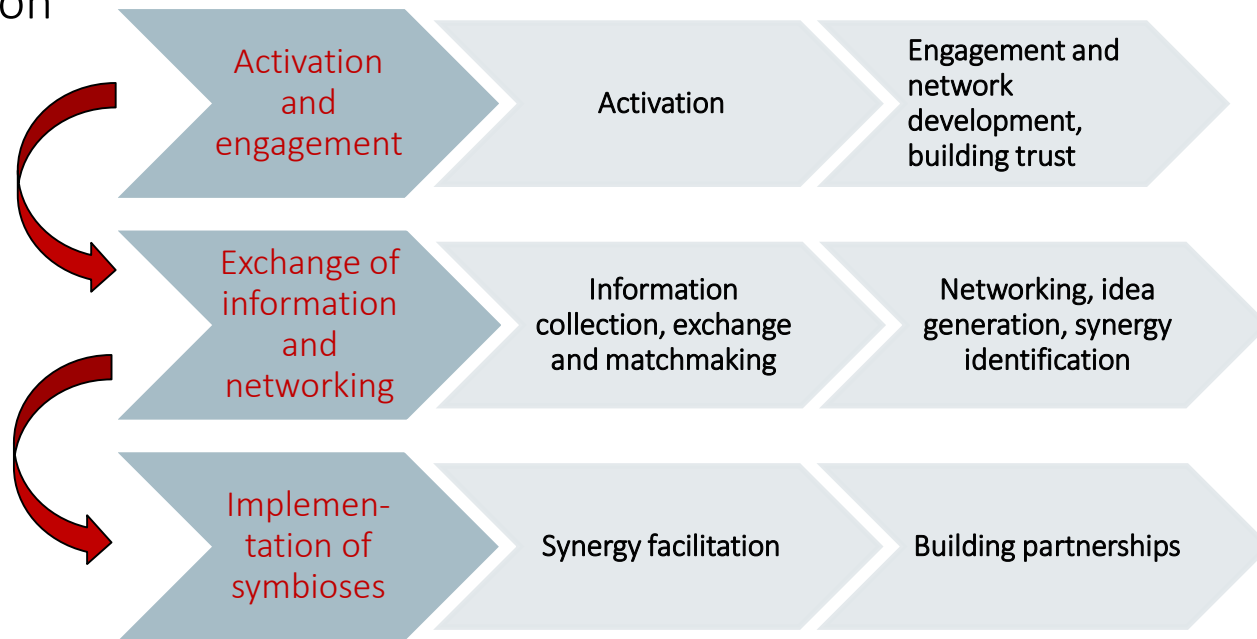 on
Activation
and
engagement
Activation
Engagement and
network
development,
building trust
Exchange of
information
and
networking
Information
collection, exchange
and matchmaking
Networking, idea
generation, synergy
identification
Implemen-
tation of
symbioses
Synergy facilitation
Building partnerships